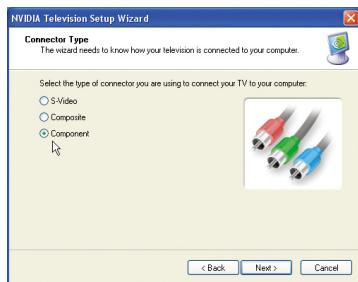 NVIDIA Television Setup Wizard
Connector Type
The wizard needs to know how your television is connected to your computer.
Select the type of connector you are using to connect your TV to your computer:
S-Video
Composite
Component
< Back
Next >
Cancel